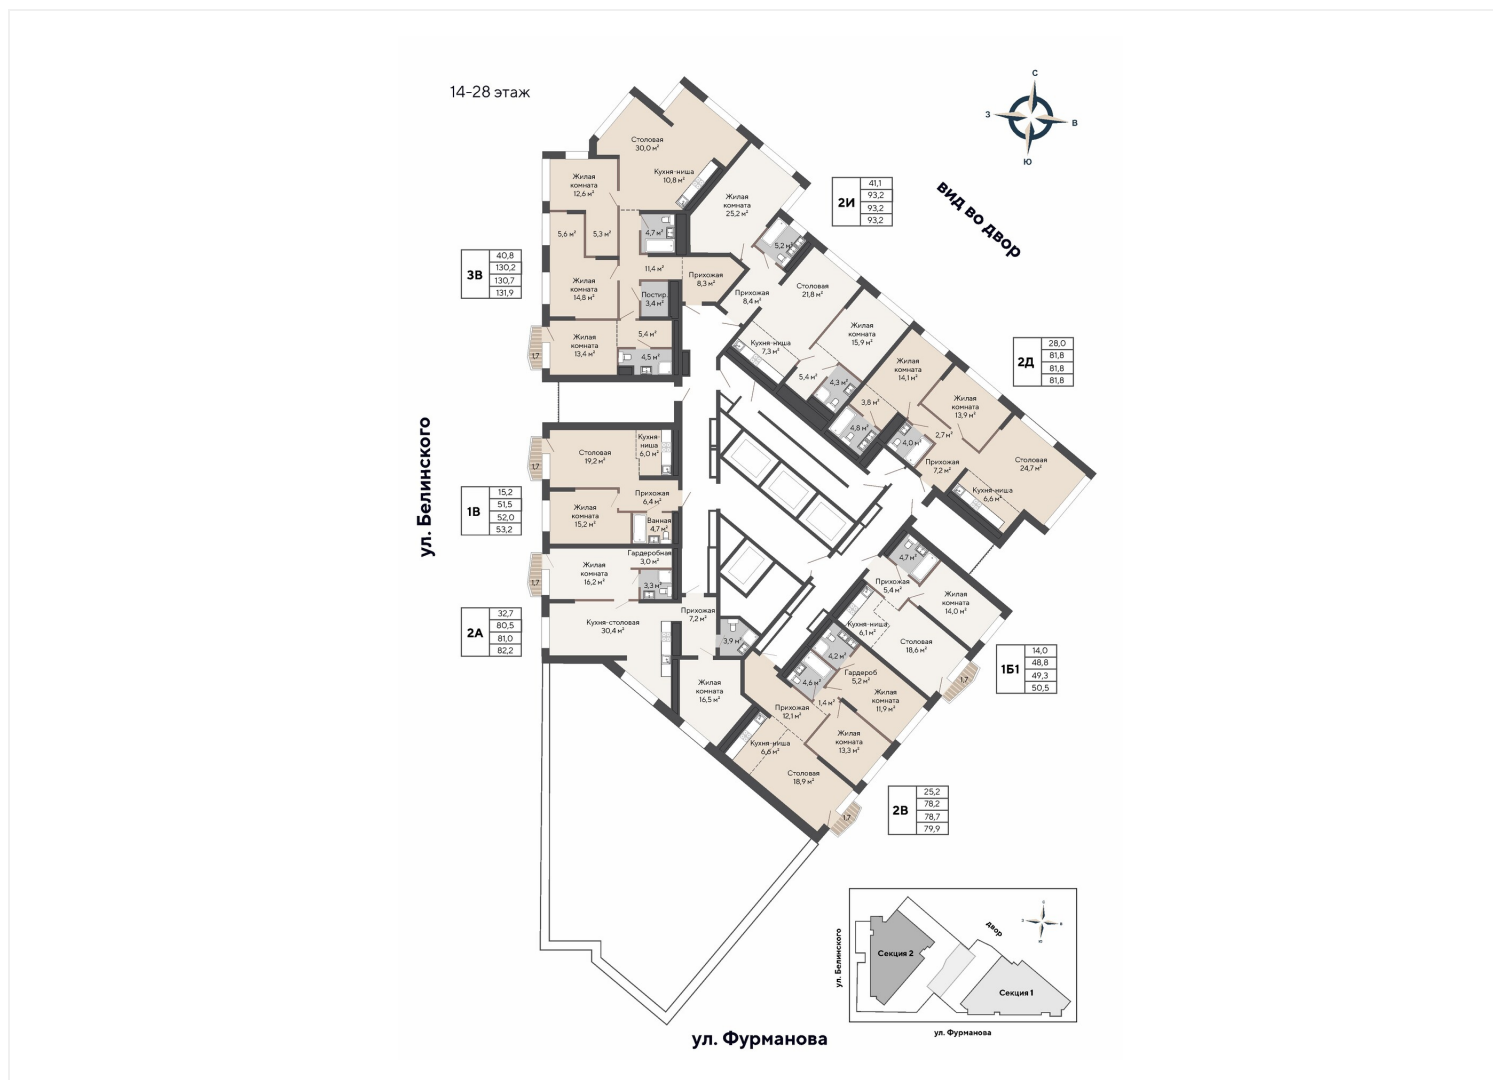 14-28 этаж
С
З
В
Ю
вид во двор
ул. Белинского
ул. Фурманова
3В
40,8
130,2
130,7
131,9
Столовая
30,0 м²
Кухня-ниша
10,8 м²
Жилая
комната
12,6 м²
5,6 м²
5,3 м²
4,7 м²
11,4 м²
Прихожая
8,3 м²
Жилая
комната
14,8 м²
Постир.
3,4 м²
Жилая
комната
13,4 м²
5,4 м²
4,5 м²
1,7
2И
41,1
93,2
93,2
93,2
Жилая
комната
25,2 м²
5,2 м²
Прихожая
8,4 м²
Столовая
21,8 м²
Кухня-ниша
7,3 м²
Жилая
комната
15,9 м²
5,4 м²
4,3 м²
2Д
28,0
81,8
81,8
81,8
Жилая
комната
14,1 м²
3,8 м²
4,8 м²
Жилая
комната
13,9 м²
2,7 м²
4,0 м²
Прихожая
7,2 м²
Столовая
24,7 м²
Кухня-ниша
6,6 м²
1В
15,2
51,5
52,0
53,2
Столовая
19,2 м²
Кухня-
ниша
6,0 м²
1,7
Прихожая
6,4 м²
Жилая
комната
15,2 м²
Ванная
4,7 м²
2А
32,7
80,5
81,0
82,2
Гардеробная
3,0 м²
Жилая
комната
16,2 м²
3,3 м²
1,7
Кухня-столовая
30,4 м²
Прихожая
7,2 м²
3,9 м²
Жилая
комната
16,5 м²
1Б1
14,0
48,8
49,3
50,5
4,7 м²
Прихожая
5,4 м²
Жилая
комната
14,0 м²
Кухня-ниша
6,1 м²
Столовая
18,6 м²
1,7
2В
25,2
78,2
78,7
79,9
4,2 м²
Гардероб
5,2 м²
4,6 м²
1,4 м²
Жилая
комната
11,9 м²
Прихожая
12,1 м²
Жилая
комната
13,3 м²
Кухня-ниша
6,6 м²
Столовая
18,9 м²
1,7
С
З
В
Ю
двор
ул. Белинского
Секция 2
Секция 1
ул. Фурманова